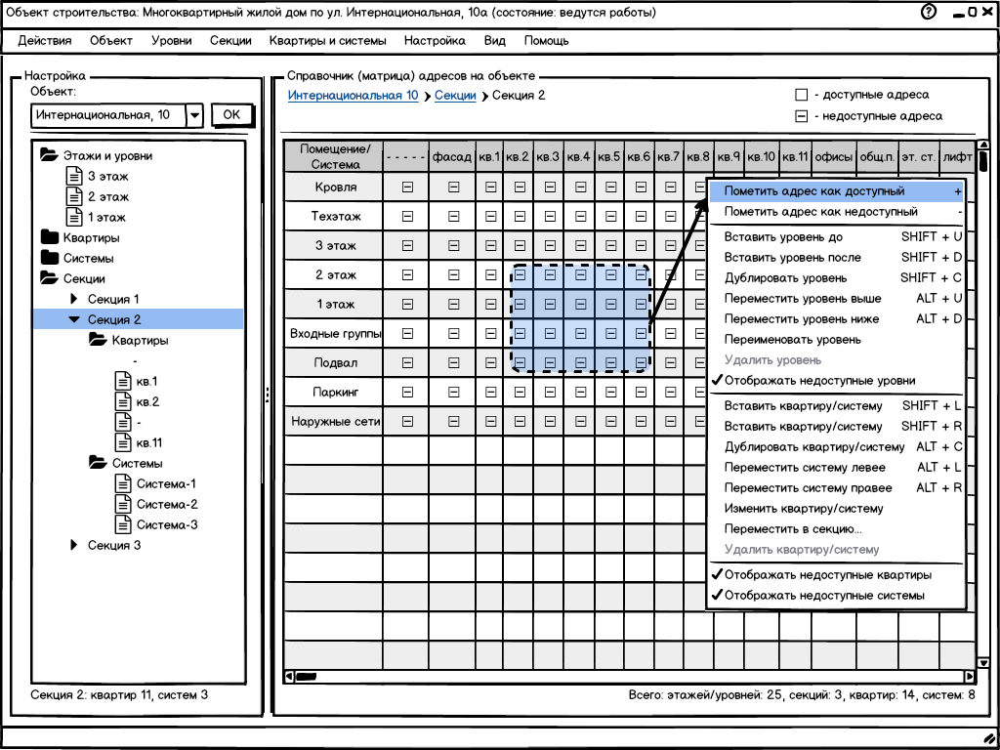 Объект строительства: Многоквартирный жилой дом по ул. Интернациональная, 10а (состояние: ведутся работы)
Действия Объект Уровни Секции Квартиры и системы Настройка Вид Помощь
Настройка
Объект:
Интернациональная, 10
OK
Этажи и уровни
3 этаж
2 этаж
1 этаж
Квартиры
Системы
Секции
Секция 1
Секция 2
Квартиры
-
кв.1
кв.2
-
кв.11
Системы
Система-1
Система-2
Система-3
Секция 3
Секция 2: квартир 11, систем 3
Справочник (матрица) адресов на объекте
Интернациональная 10 Секции Секция 2
- доступные адреса
- недоступные адреса
Помещение/
Система
- - - - - фасад кв.1 кв.2 кв.3 кв.4 кв.5 кв.6 кв.7 кв.8 кв.9 кв.10 кв.11 офисы общ.п. эт. ст. лифт
Кровля
Техэтаж
3 этаж
2 этаж
1 этаж
Входные группы
Подвал
Паркинг
Наружные сети
Пометить адрес как доступный +
Пометить адрес как недоступный -
Вставить уровень до SHIFT + U
Вставить уровень после SHIFT + D
Дублировать уровень SHIFT + C
Переместить уровень выше ALT + U
Переместить уровень ниже ALT + D
Переименовать уровень
Удалить уровень
Отображать недоступные уровни
Вставить квартиру/систему SHIFT + L
Вставить квартиру/систему SHIFT + R
Дублировать квартиру/систему ALT + C
Переместить систему левее ALT + L
Переместить систему правее ALT + R
Изменить квартиру/систему
Переместить в секцию...
Удалить квартиру/систему
Отображать недоступные квартиры
Отображать недоступные системы
Всего: этажей/уровней: 25, секций: 3, квартир: 14, систем: 8